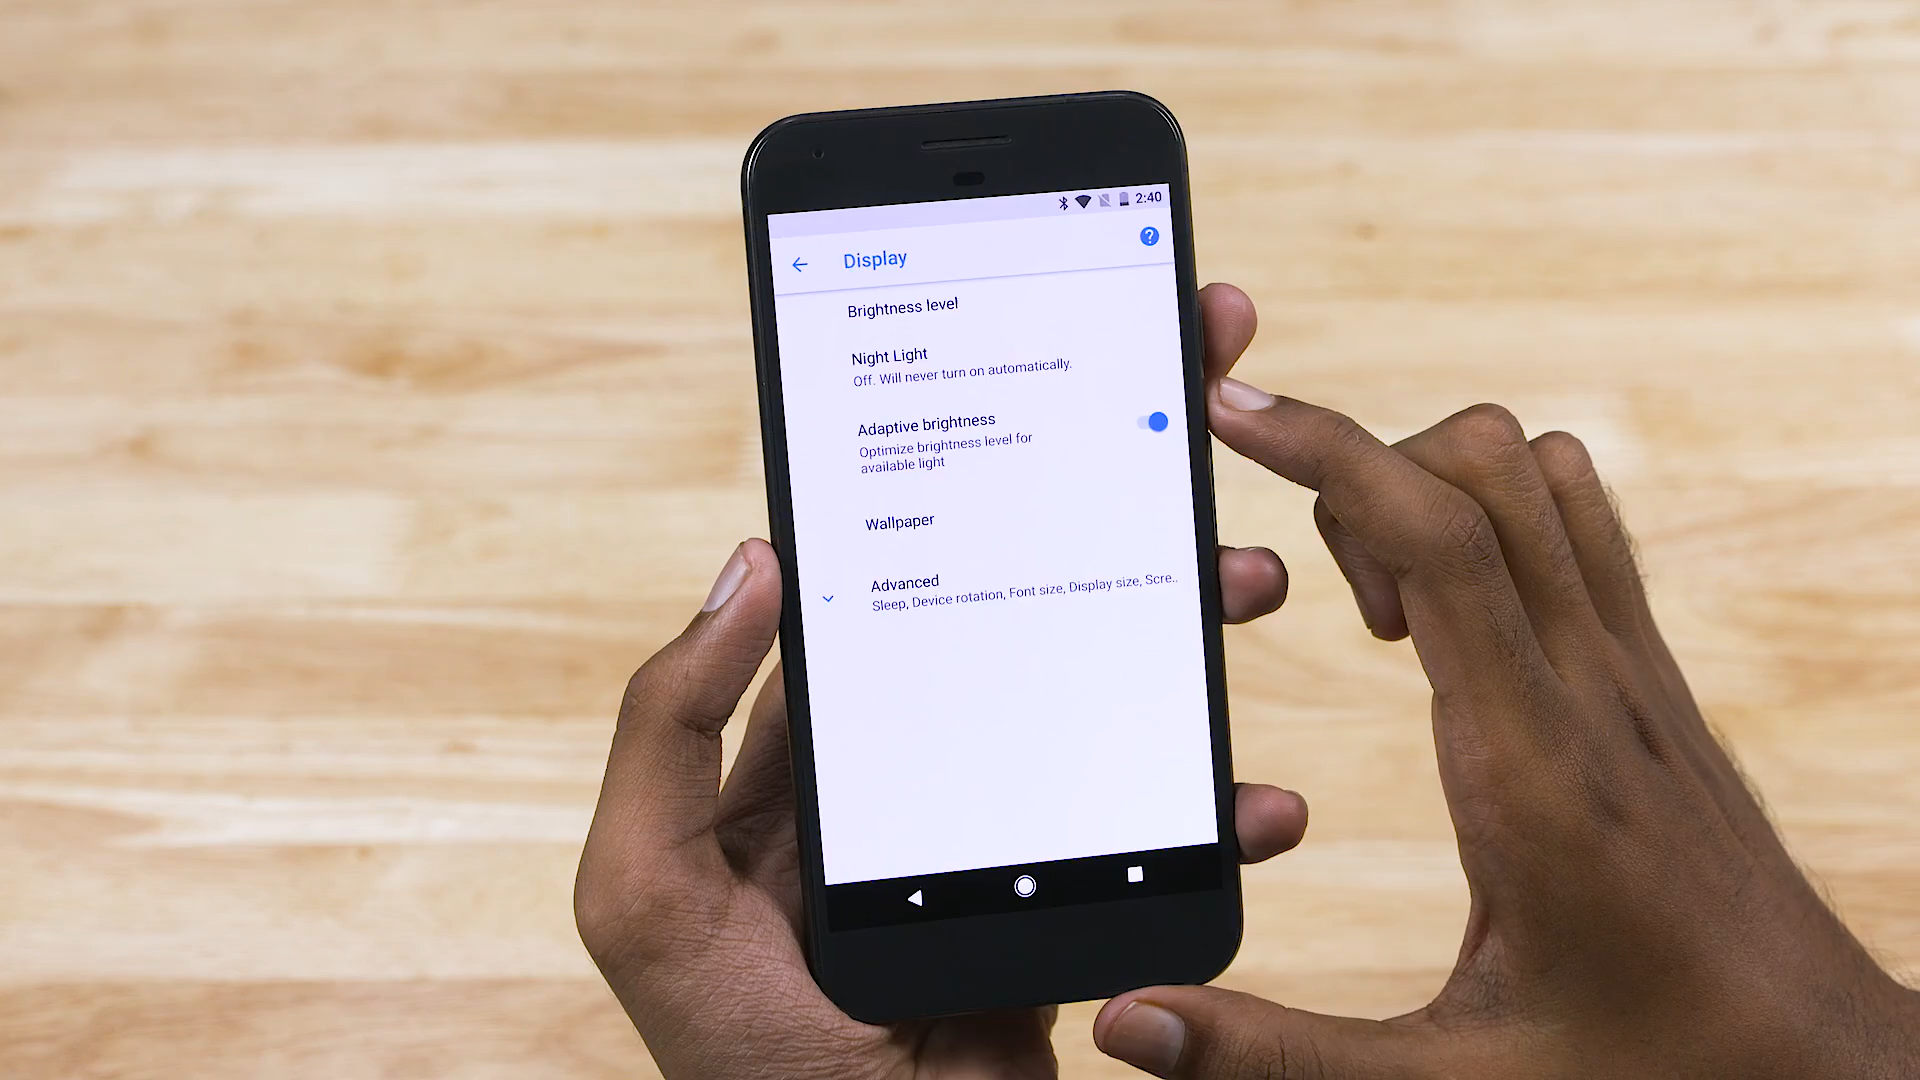 2:40
Display
Brightness level
Night Light
Off. Will never turn on automatically.
Adaptive brightness
Optimize brightness level for
available light
Wallpaper
Advanced
Sleep, Device rotation, Font size, Display size, Scre..